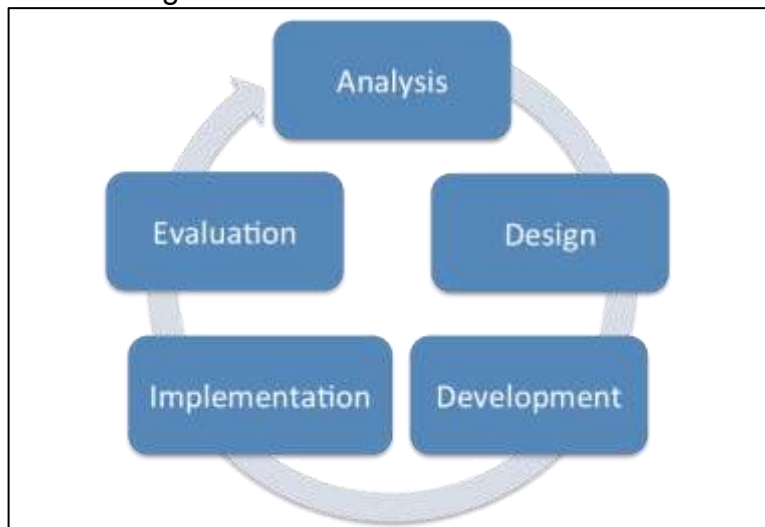 Analysis
Design
Development
Implementation
Evaluation